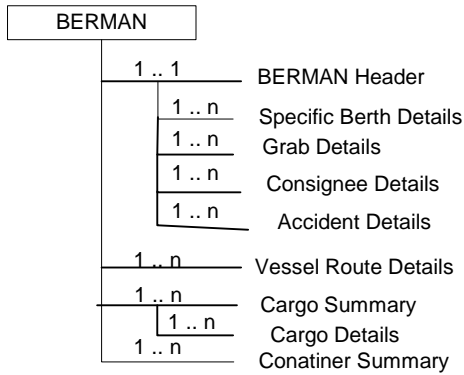 BERMAN
1 .. 1 BERMAN Header
1 .. n Specific Berth Details
1 .. n Grab Details
1 .. n Consignee Details
1 .. n Accident Details
1 .. n Vessel Route Details
1 .. n Cargo Summary
1 .. n Cargo Details
1 .. n Conatiner Summary